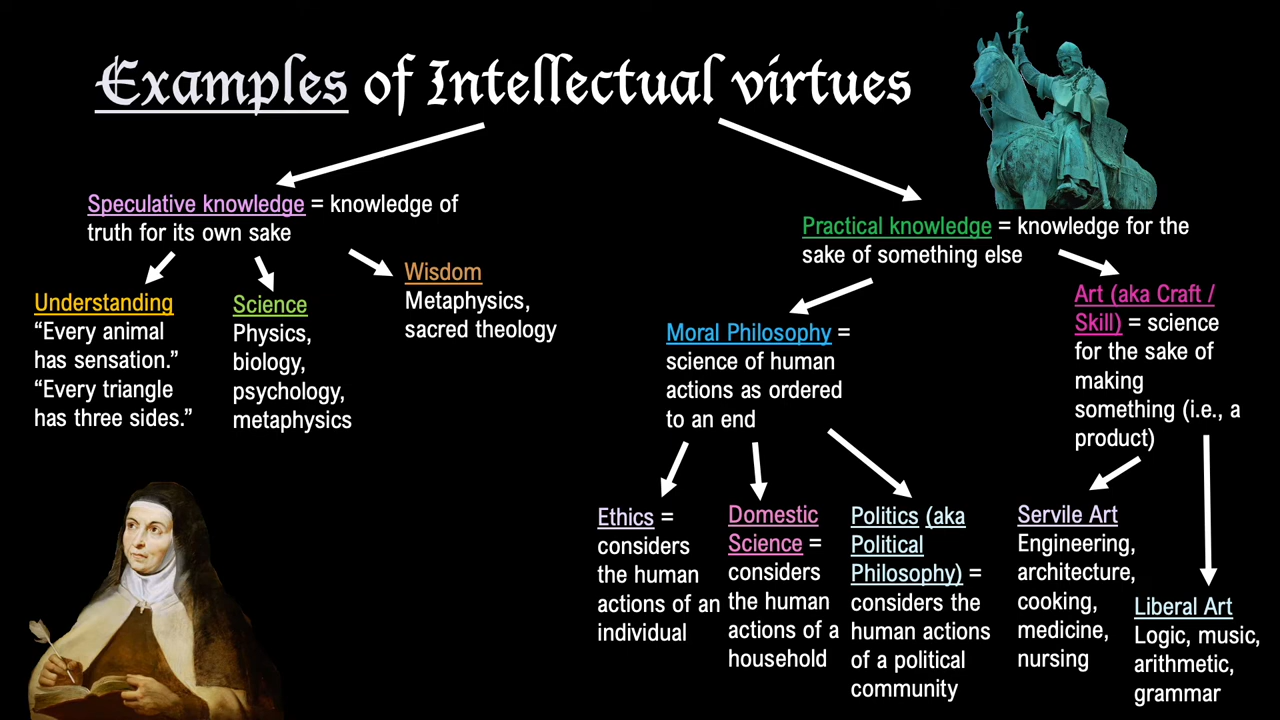 Examples of Intellectual virtues
Speculative knowledge = knowledge of
truth for its own sake
Understanding
“Every animal
has sensation.”
“Every triangle
has three sides.”
Science
Physics,
biology,
psychology,
metaphysics
Wisdom
Metaphysics,
sacred theology
Practical knowledge = knowledge for the
sake of something else
Moral Philosophy =
science of human
actions as ordered
to an end
Ethics =
considers
the human
actions of an
individual
Domestic
Science =
considers
the human
actions of a
household
Politics (aka
Political
Philosophy) =
considers the
human actions
of a political
community
Art (aka Craft /
Skill) = science
for the sake of
making
something (i.e., a
product)
Servile Art
Engineering,
architecture,
cooking,
medicine,
nursing
Liberal Art
Logic, music,
arithmetic,
grammar